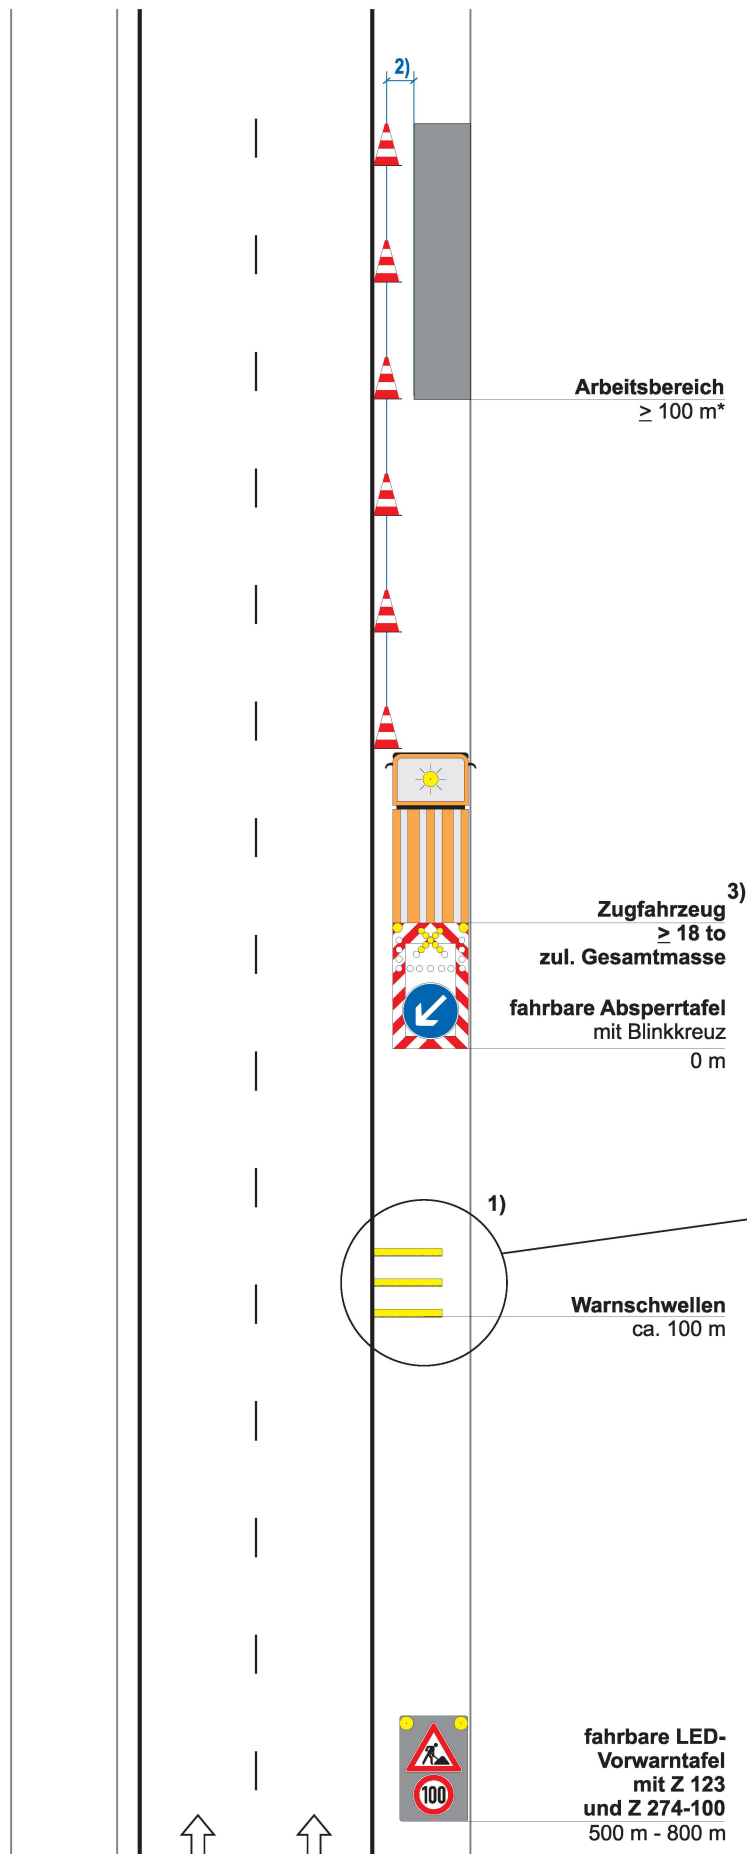 2)
Arbeitsbereich
≥ 100 m*
3)
Zugfahrzeug
≥ 18 to
zul. Gesamtmasse
fahrbare Absperrtafel
mit Blinkkreuz
0 m
1)
Warnschwellen
ca. 100 m
fahrbare LED-
Vorwarntafel
mit Z 123
und Z 274-100
500 m - 800 m
100